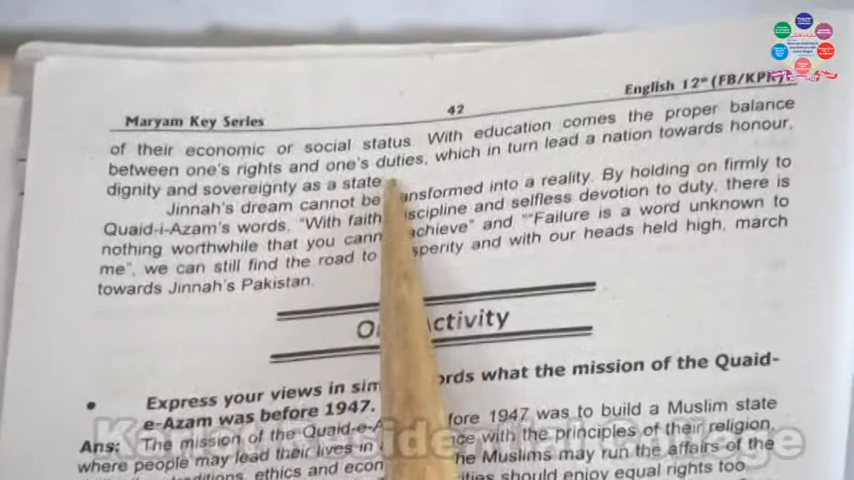 Maryam Key Series 42 English 12th (FB/KPK)
of their economic or social status. With education comes the proper balance
between one's rights and one's duties, which in turn lead a nation towards honour,
dignity and sovereignty as a state
Jinnah's dream cannot be ansformed into a reality. By holding on firmly to
Quaid-i-Azam's words, "With faith, scipline and selfless devotion to duty, there is
nothing worthwhile that you cann achieve" and ""Failure is a word unknown to
me", we can still find the road to sperity and with our heads held high, march
towards Jinnah's Pakistan.
O ctivity
• Express your views in sim ords what the mission of the Quaid-
e-Azam was before 1947.
Ans: The mission of the Quaid-e-A fore 1947 was to build a Muslim state
where people may lead their lives in ce with the principles of their religion,
traditions, ethics and econ he Muslims may run the affairs of the
ities should enjoy equal rights too